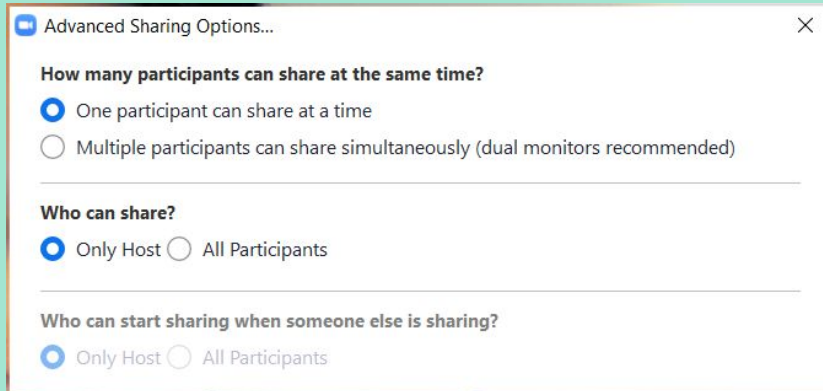 Advanced Sharing Options...
How many participants can share at the same time?
One participant can share at a time
Multiple participants can share simultaneously (dual monitors recommended)
Who can share?
Only Host All Participants
Who can start sharing when someone else is sharing?
Only Host All Participants